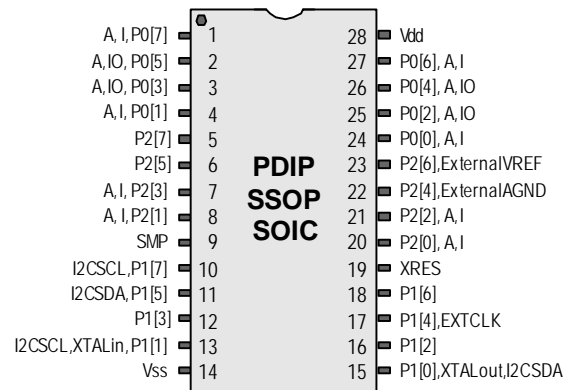 A, I, P0[7] 1 28 Vdd
A, IO, P0[5] 2 27 P0[6], A, I
A, IO, P0[3] 3 26 P0[4], A, IO
A, I, P0[1] 4 25 P0[2], A, IO
P2[7] 5 24 P0[0], A, I
P2[5] 6 PDIP 23 P2[6], ExternalVREF
A, I, P2[3] 7 SSOP 22 P2[4], ExternalAGND
A, I, P2[1] 8 SOIC 21 P2[2], A, I
SMP 9 20 P2[0], A, I
I2CSCL, P1[7] 10 19 XRES
I2CSDA, P1[5] 11 18 P1[6]
P1[3] 12 17 P1[4], EXTCLK
I2CSCL, XTALin, P1[1] 13 16 P1[2]
Vss 14 15 P1[0], XTALout, I2CSDA